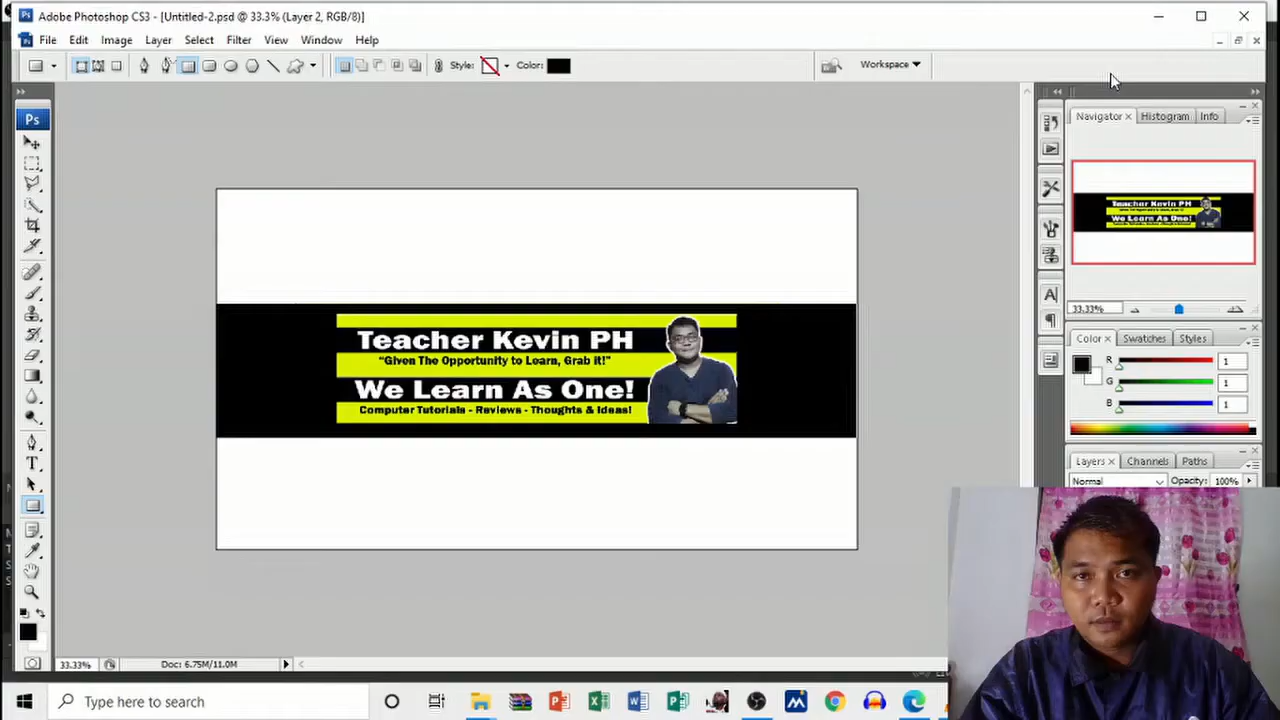 Adobe Photoshop CS3 - [Untitled-2.psd @ 33.3% (Layer 2, RGB/8)]
File Edit Image Layer Select Filter View Window Help
Style: Color: Workspace
Ps
Navigator Histogram Info
33.33%
Color Swatches Styles
R 1
G 1
B 1
Layers Channels Paths
Normal Opacity: 100%
Teacher Kevin PH
"Given The Opportunity to Learn, Grab it!"
We Learn As One!
Computer Tutorials - Reviews - Thoughts & Ideas!
33.33% Doc: 6.75M/11.0M
Type here to search